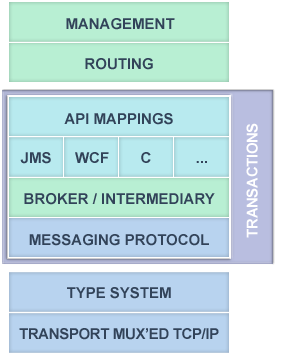 MANAGEMENT
ROUTING
API MAPPINGS
JMS WCF C ...
BROKER / INTERMEDIARY
MESSAGING PROTOCOL
TRANSACTIONS
TYPE SYSTEM
TRANSPORT MUX'ED TCP/IP